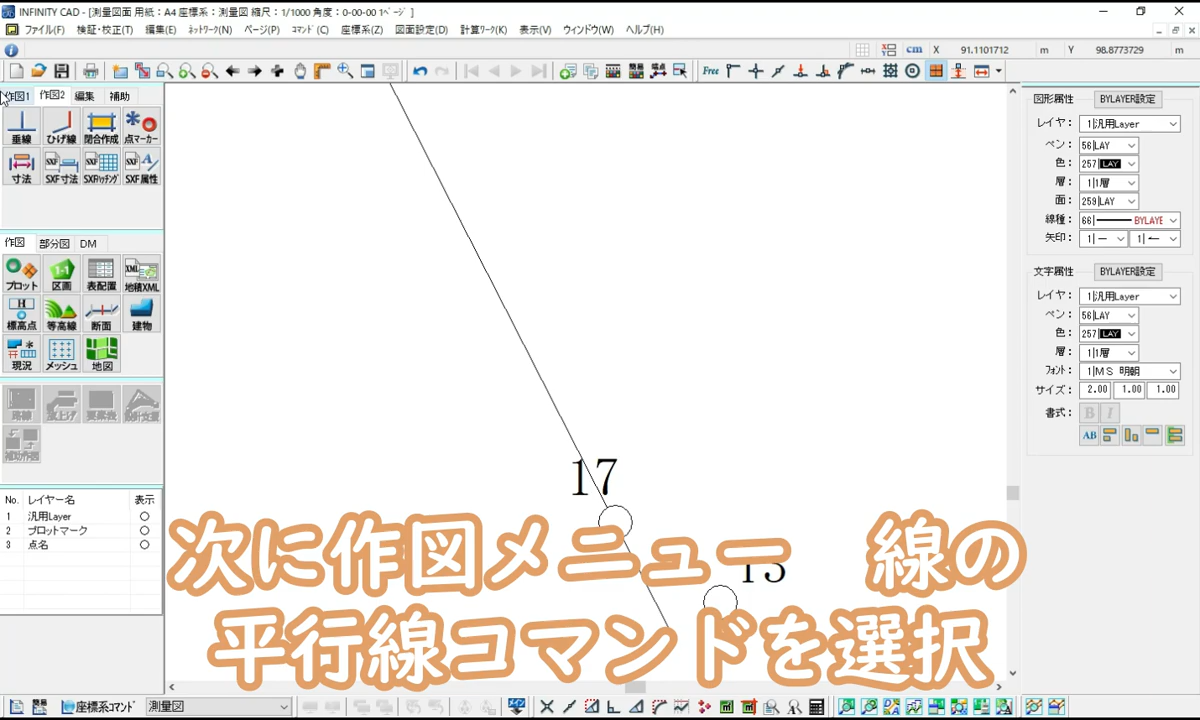 INFINITY CAD - [測量図面 用紙：A4 座標系：測量図 縮尺：1/1000 角度：0-00-00 1ページ ]
ファイル(F) 検証・校正(T) 編集(E) ﾈｯﾄﾜｰｸ(N) ページ(P) ｺﾏﾝﾄﾞ(C) 座標系(Z) 図面設定(D) 計算ﾜｰｸ(K) 表示(V) ウィンドウ(W) ヘルプ(H)
cm X 91.1101712 m Y 98.8773729 m
Free
作図1 作図2 編集 補助
垂線 ひげ線 閉合作成 点マーカー
寸法 SXF寸法 SXFﾊｯﾁﾝｸﾞ SXF属性
作図 部分図 DM
プロット 区画 表配置 地積XML
標高点 等高線 断面 建物
現況 メッシュ 地図
No. レイヤー名 表示
1 汎用Layer ○
2 プロットマーク ○
3 点名 ○
17
15
図形属性 BYLAYER設定
レイヤ： 1|汎用Layer
ペン： 56|LAY
色： 257|LAY
層： 1|1層
面： 259|LAY
線種： 66| BYLAYE
矢印： 1| 1|
文字属性 BYLAYER設定
レイヤ： 1|汎用Layer
ペン： 56|LAY
色： 257|LAY
層： 1|1層
ﾌｫﾝﾄ： 1|ＭＳ 明朝
サイズ： 2.00 1.00 1.00
書式： B I
AB
次に作図メニュー　線の
平行線コマンドを選択
座標系ｺﾏﾝﾄﾞ 測量図